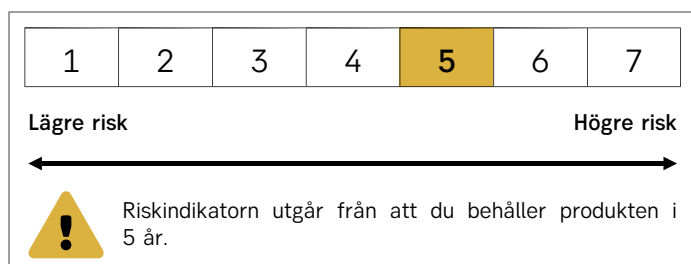 1 2 3 4 5 6 7
Lägre risk Högre risk
Riskindikatorn utgår från att du behåller produkten i
5 år.